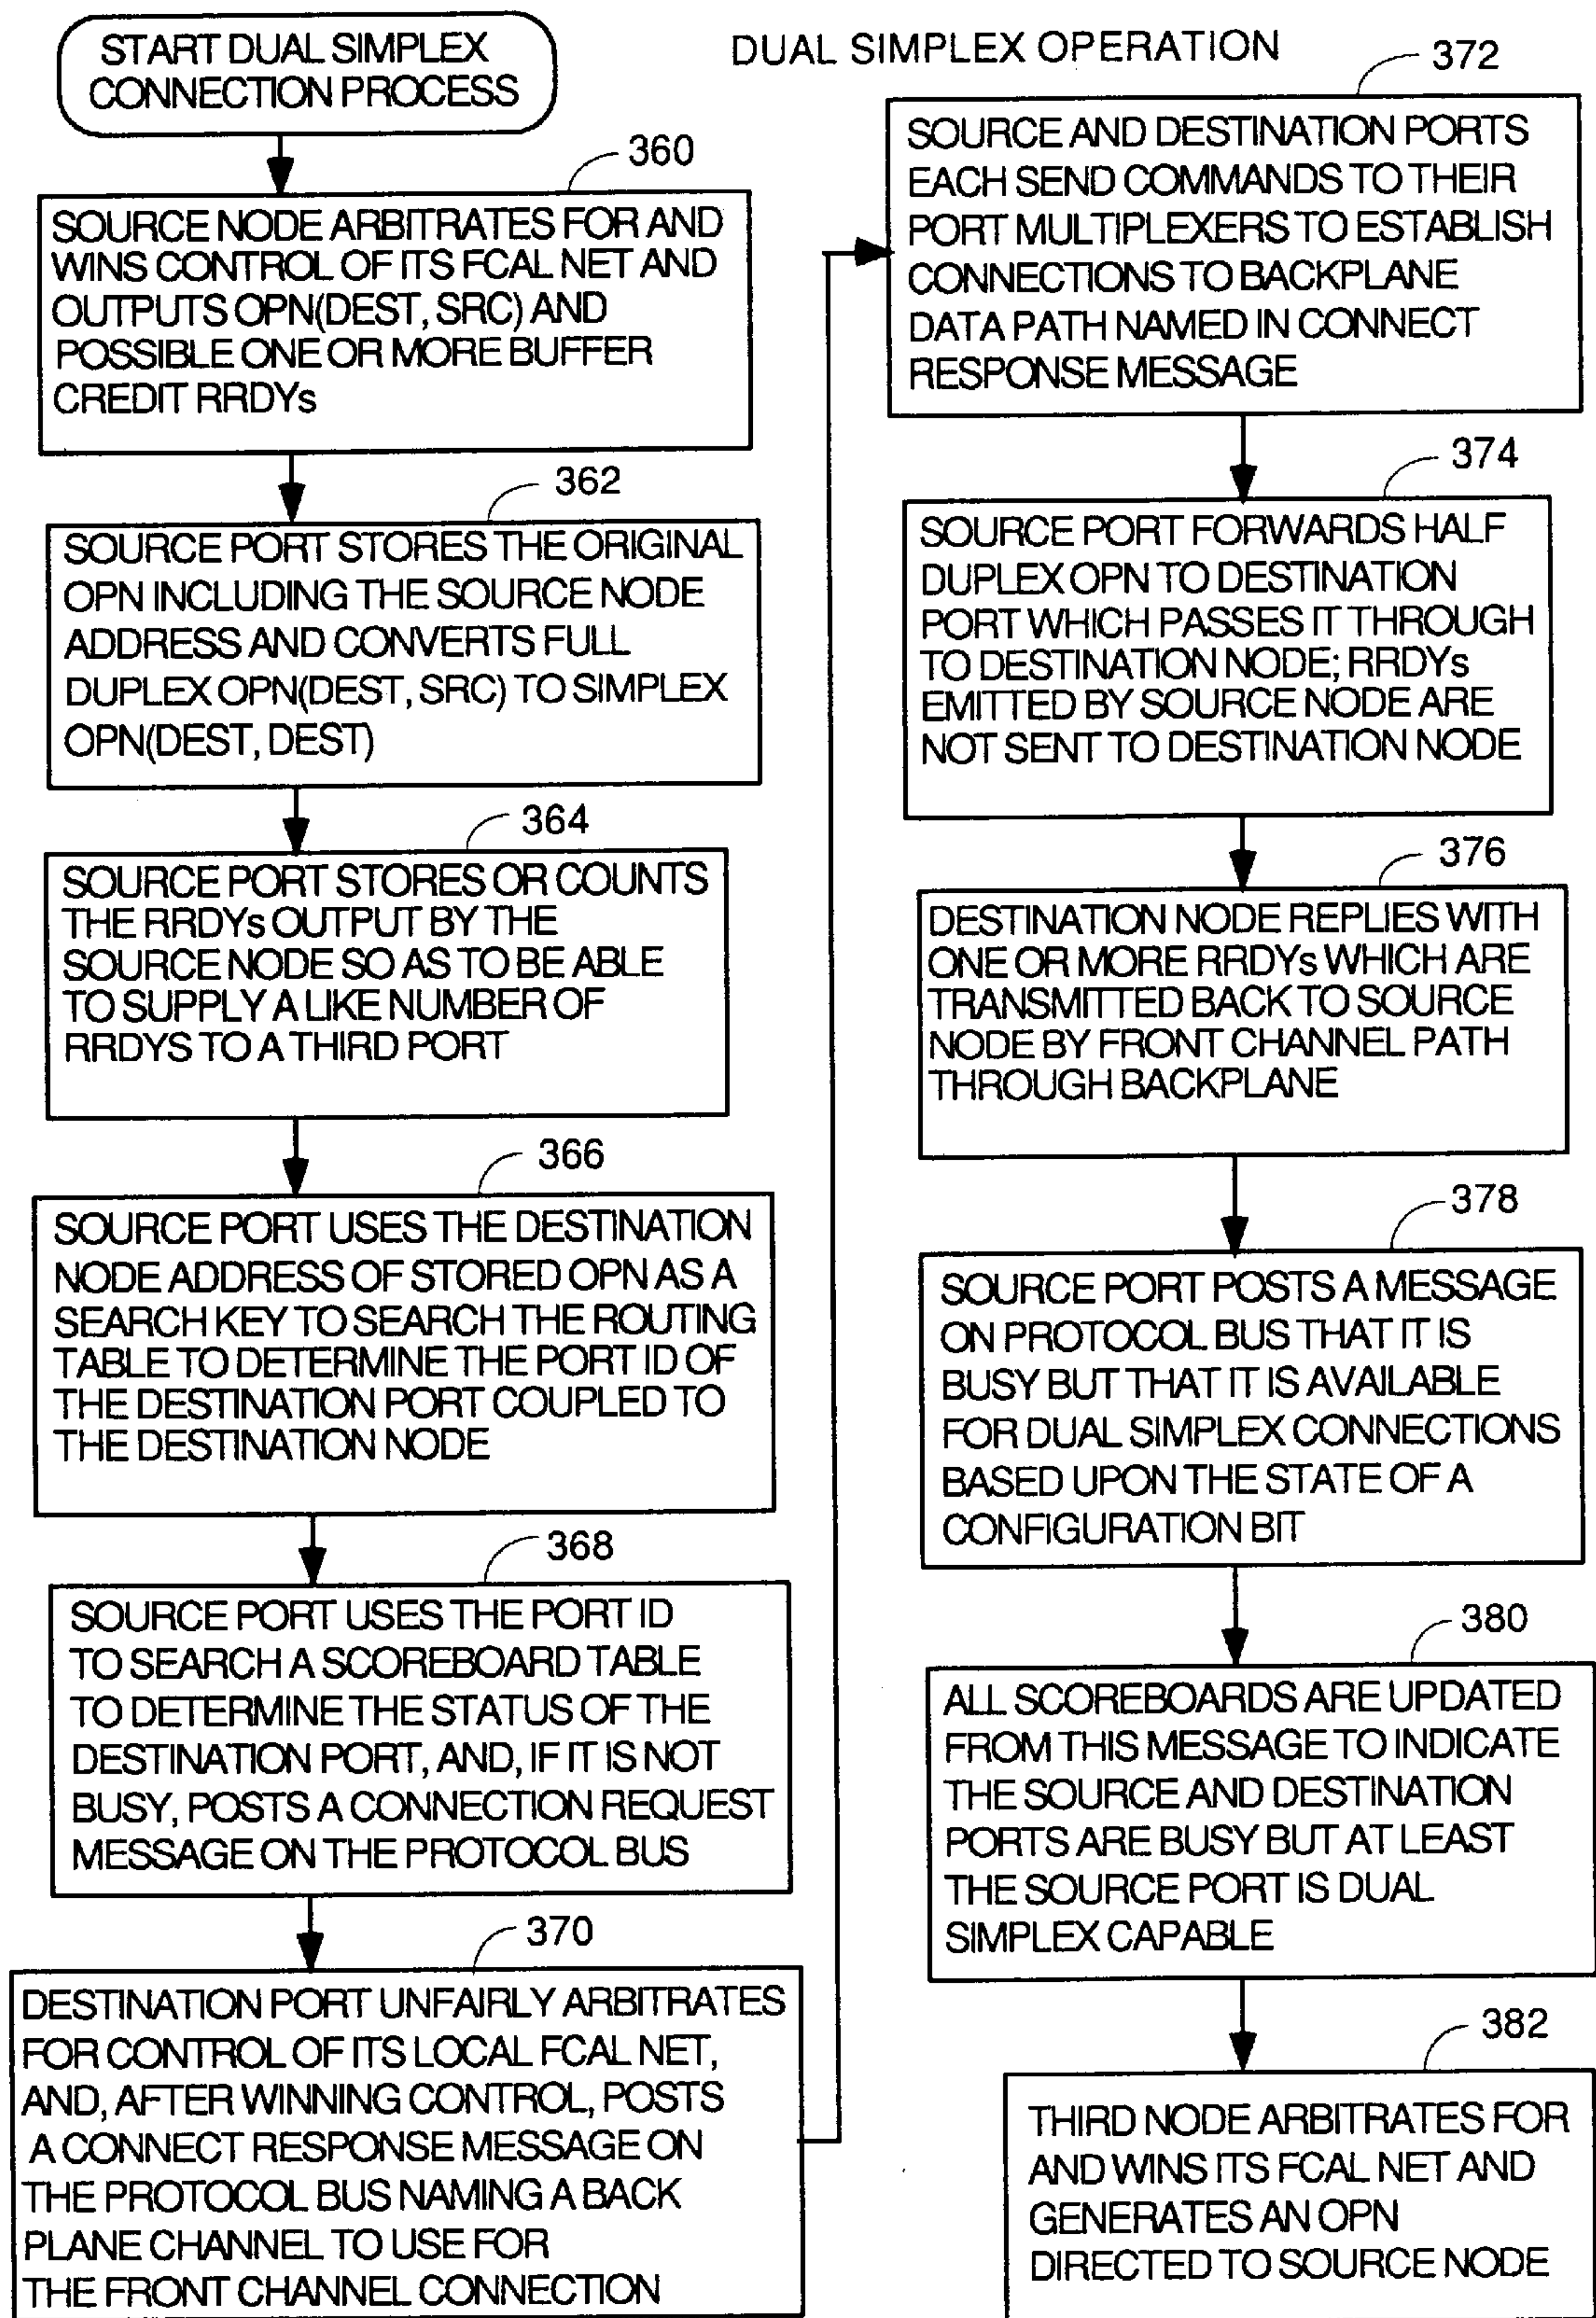 START DUAL SIMPLEX
CONNECTION PROCESS
DUAL SIMPLEX OPERATION
360
SOURCE NODE ARBITRATES FOR AND
WINS CONTROL OF ITS FCAL NET AND
OUTPUTS OPN(DEST, SRC) AND
POSSIBLE ONE OR MORE BUFFER
CREDIT RRDYs
362
SOURCE PORT STORES THE ORIGINAL
OPN INCLUDING THE SOURCE NODE
ADDRESS AND CONVERTS FULL
DUPLEX OPN(DEST, SRC) TO SIMPLEX
OPN(DEST, DEST)
364
SOURCE PORT STORES OR COUNTS
THE RRDYs OUTPUT BY THE
SOURCE NODE SO AS TO BE ABLE
TO SUPPLY A LIKE NUMBER OF
RRDYS TO A THIRD PORT
366
SOURCE PORT USES THE DESTINATION
NODE ADDRESS OF STORED OPN AS A
SEARCH KEY TO SEARCH THE ROUTING
TABLE TO DETERMINE THE PORT ID OF
THE DESTINATION PORT COUPLED TO
THE DESTINATION NODE
368
SOURCE PORT USES THE PORT ID
TO SEARCH A SCOREBOARD TABLE
TO DETERMINE THE STATUS OF THE
DESTINATION PORT, AND, IF IT IS NOT
BUSY, POSTS A CONNECTION REQUEST
MESSAGE ON THE PROTOCOL BUS
370
DESTINATION PORT UNFAIRLY ARBITRATES
FOR CONTROL OF ITS LOCAL FCAL NET,
AND, AFTER WINNING CONTROL, POSTS
A CONNECT RESPONSE MESSAGE ON
THE PROTOCOL BUS NAMING A BACK
PLANE CHANNEL TO USE FOR
THE FRONT CHANNEL CONNECTION
372
SOURCE AND DESTINATION PORTS
EACH SEND COMMANDS TO THEIR
PORT MULTIPLEXERS TO ESTABLISH
CONNECTIONS TO BACKPLANE
DATA PATH NAMED IN CONNECT
RESPONSE MESSAGE
374
SOURCE PORT FORWARDS HALF
DUPLEX OPN TO DESTINATION
PORT WHICH PASSES IT THROUGH
TO DESTINATION NODE; RRDYs
EMITTED BY SOURCE NODE ARE
NOT SENT TO DESTINATION NODE
376
DESTINATION NODE REPLIES WITH
ONE OR MORE RRDYs WHICH ARE
TRANSMITTED BACK TO SOURCE
NODE BY FRONT CHANNEL PATH
THROUGH BACKPLANE
378
SOURCE PORT POSTS A MESSAGE
ON PROTOCOL BUS THAT IT IS
BUSY BUT THAT IT IS AVAILABLE
FOR DUAL SIMPLEX CONNECTIONS
BASED UPON THE STATE OF A
CONFIGURATION BIT
380
ALL SCOREBOARDS ARE UPDATED
FROM THIS MESSAGE TO INDICATE
THE SOURCE AND DESTINATION
PORTS ARE BUSY BUT AT LEAST
THE SOURCE PORT IS DUAL
SIMPLEX CAPABLE
382
THIRD NODE ARBITRATES FOR
AND WINS ITS FCAL NET AND
GENERATES AN OPN
DIRECTED TO SOURCE NODE